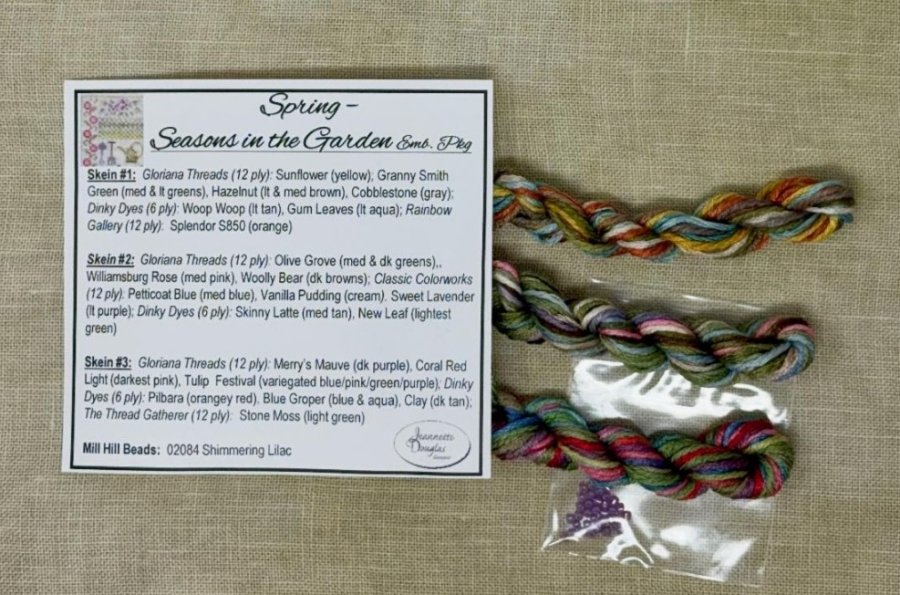 Spring –
Seasons in the Garden Emb. Pkg
Skein #1: Gloriana Threads (12 ply): Sunflower (yellow); Granny Smith
Green (med & lt greens), Hazelnut (lt & med brown), Cobblestone (gray);
Dinky Dyes (6 ply): Woop Woop (lt tan), Gum Leaves (lt aqua); Rainbow
Gallery (12 ply): Splendor S850 (orange)
Skein #2: Gloriana Threads (12 ply): Olive Grove (med & dk greens),,
Williamsburg Rose (med pink), Woolly Bear (dk browns); Classic Colorworks
(12 ply): Petticoat Blue (med blue), Vanilla Pudding (cream). Sweet Lavender
(lt purple); Dinky Dyes (6 ply): Skinny Latte (med tan), New Leaf (lightest
green)
Skein #3: Gloriana Threads (12 ply): Merry's Mauve (dk purple), Coral Red
Light (darkest pink), Tulip Festival (variegated blue/pink/green/purple); Dinky
Dyes (6 ply): Pilbara (orangey red). Blue Groper (blue & aqua), Clay (dk tan);
The Thread Gatherer (12 ply): Stone Moss (light green)
Mill Hill Beads: 02084 Shimmering Lilac
Jeannette
Douglas
Designs